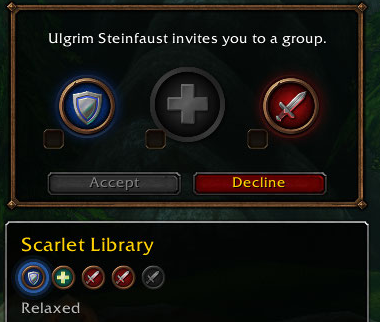 Ulgrim Steinfaust invites you to a group.
Accept
Decline
Scarlet Library
Relaxed